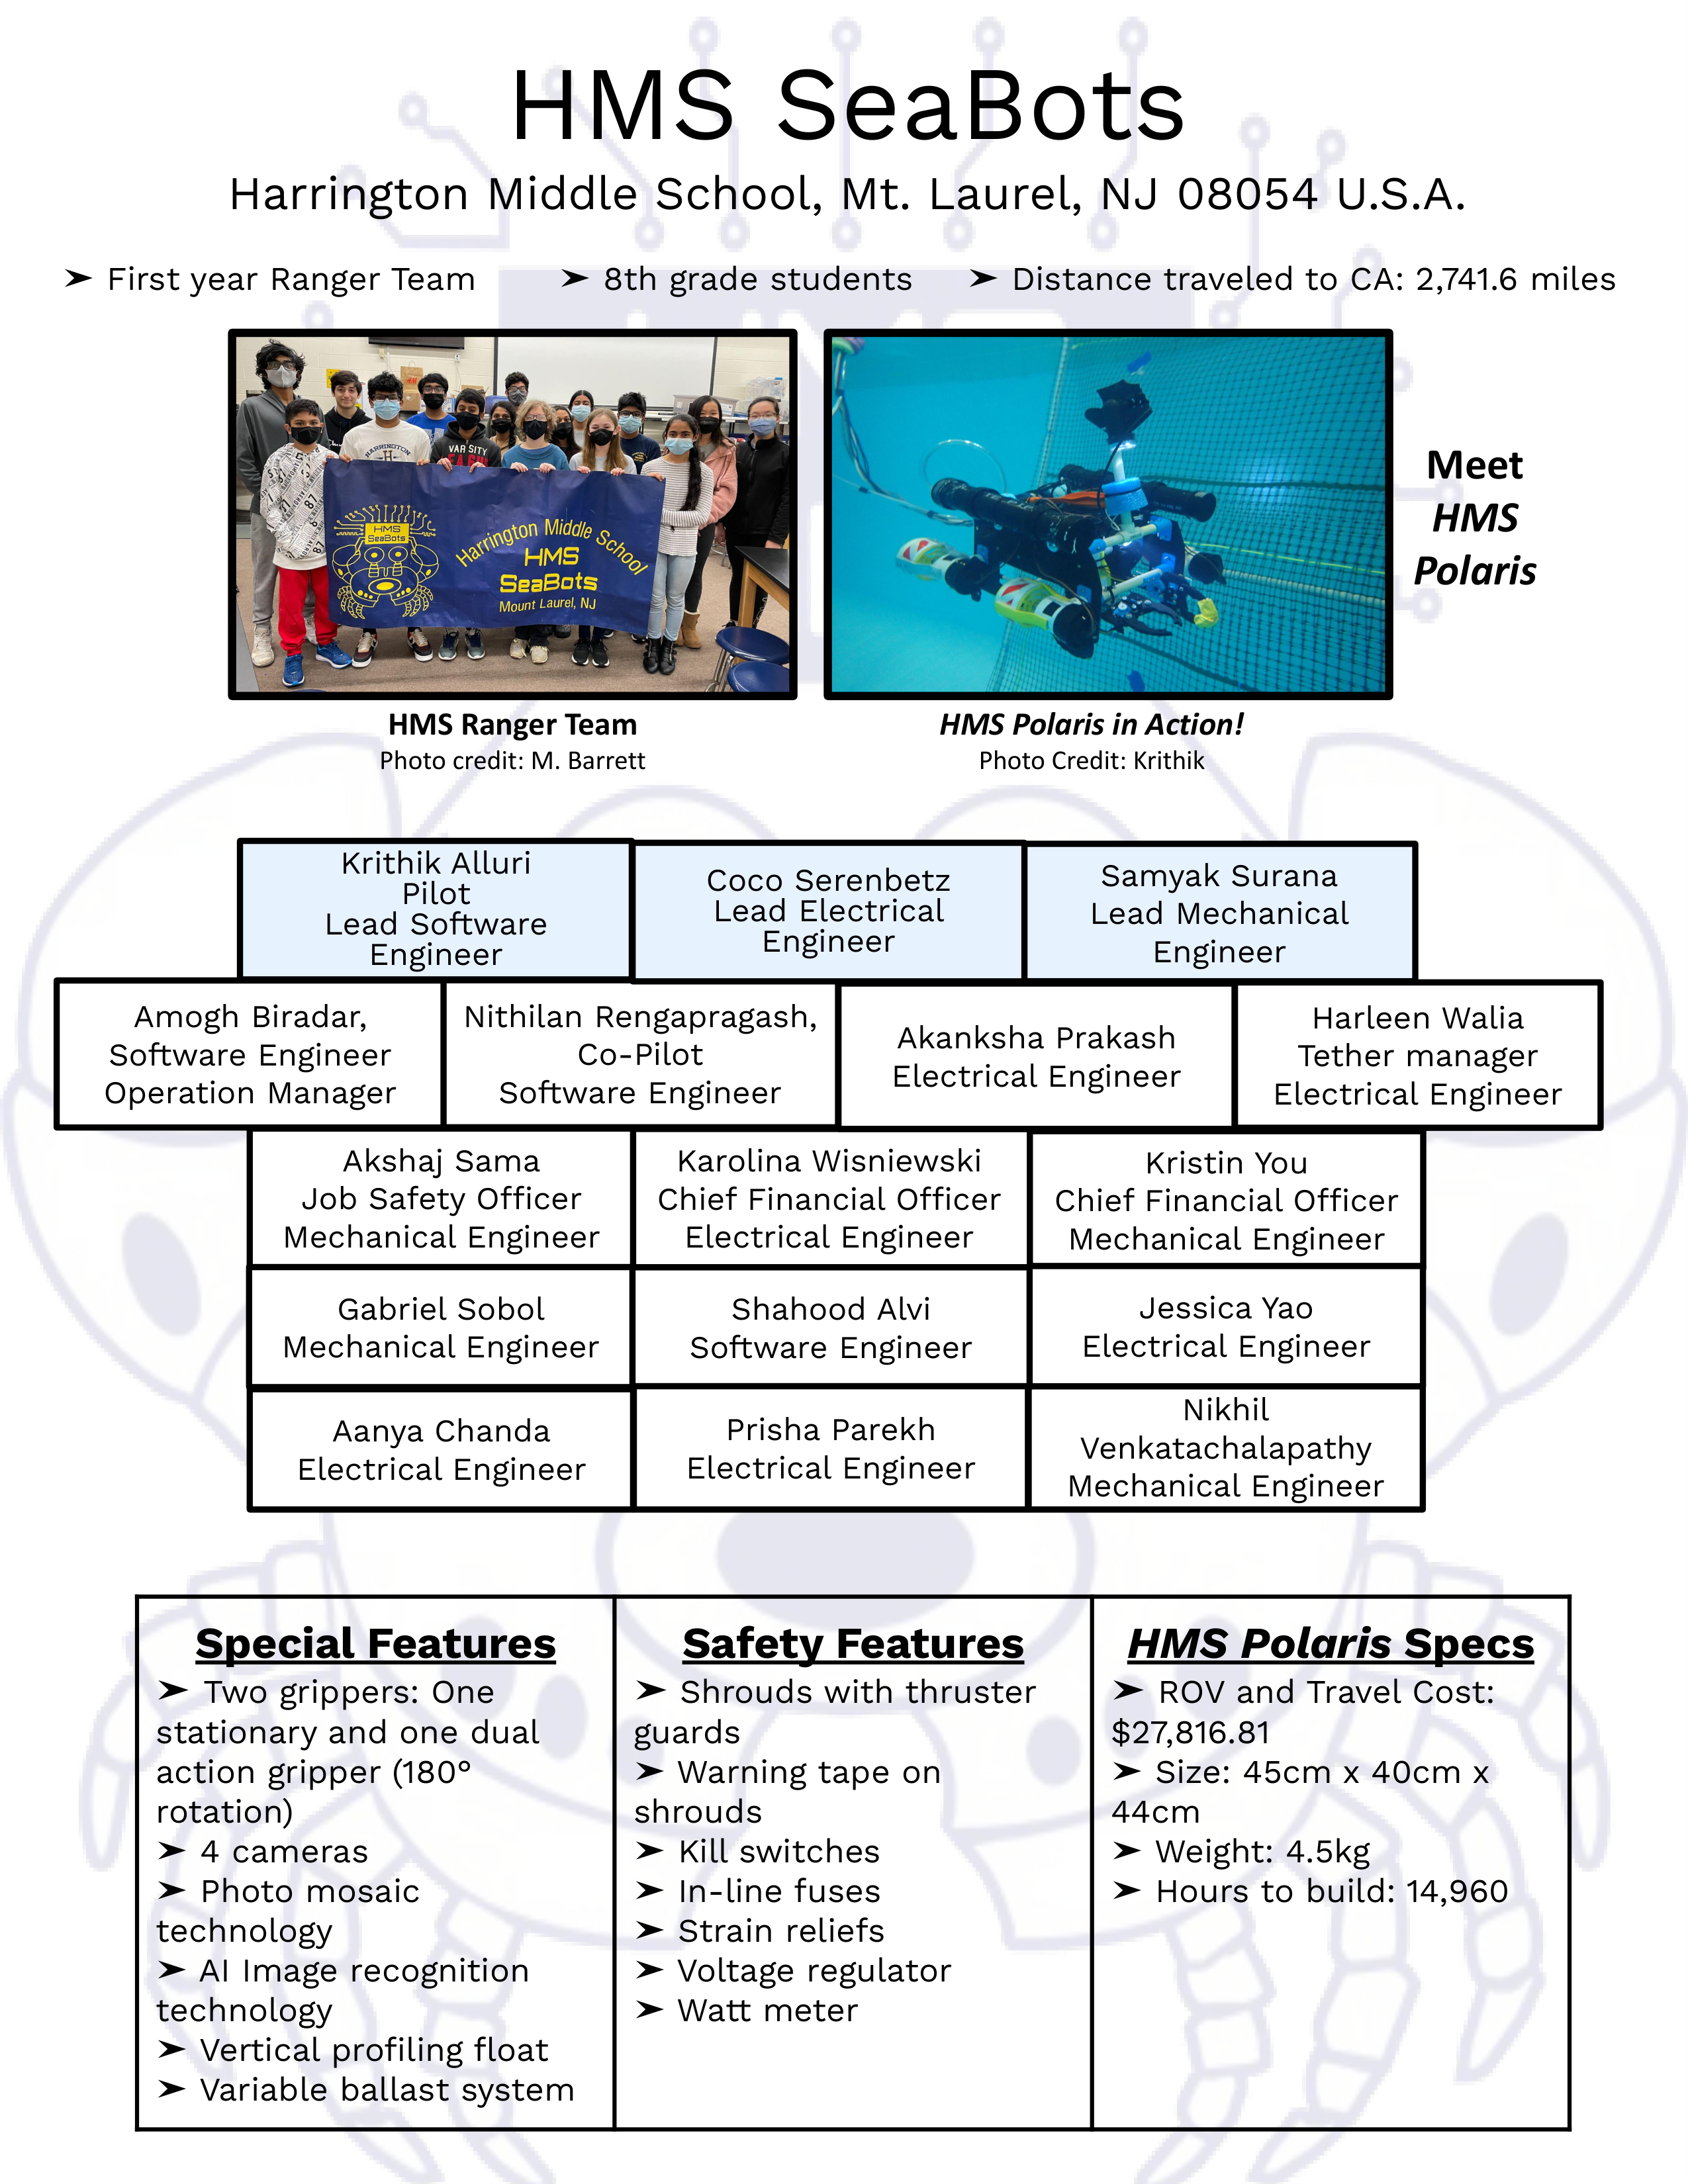 HMS SeaBots
Harrington Middle School, Mt. Laurel, NJ 08054 U.S.A.
➤ First year Ranger Team ➤ 8th grade students ➤ Distance traveled to CA: 2,741.6 miles
HARRINGTON
H
VARSITY
HMS
SeaBots
Harrington Middle School
HMS
SeaBots
Mount Laurel, NJ
Meet
HMS
Polaris
HMS Ranger Team
Photo credit: M. Barrett
HMS Polaris in Action!
Photo Credit: Krithik
Krithik Alluri
Pilot
Lead Software
Engineer
Coco Serenbetz
Lead Electrical
Engineer
Samyak Surana
Lead Mechanical
Engineer
Amogh Biradar,
Software Engineer
Operation Manager
Nithilan Rengapragash,
Co-Pilot
Software Engineer
Akanksha Prakash
Electrical Engineer
Harleen Walia
Tether manager
Electrical Engineer
Akshaj Sama
Job Safety Officer
Mechanical Engineer
Karolina Wisniewski
Chief Financial Officer
Electrical Engineer
Kristin You
Chief Financial Officer
Mechanical Engineer
Gabriel Sobol
Mechanical Engineer
Shahood Alvi
Software Engineer
Jessica Yao
Electrical Engineer
Aanya Chanda
Electrical Engineer
Prisha Parekh
Electrical Engineer
Nikhil
Venkatachalapathy
Mechanical Engineer
Special Features
➤ Two grippers: One
stationary and one dual
action gripper (180°
rotation)
➤ 4 cameras
➤ Photo mosaic
technology
➤ AI Image recognition
technology
➤ Vertical profiling float
➤ Variable ballast system
Safety Features
➤ Shrouds with thruster
guards
➤ Warning tape on
shrouds
➤ Kill switches
➤ In-line fuses
➤ Strain reliefs
➤ Voltage regulator
➤ Watt meter
HMS Polaris Specs
➤ ROV and Travel Cost:
$27,816.81
➤ Size: 45cm x 40cm x
44cm
➤ Weight: 4.5kg
➤ Hours to build: 14,960